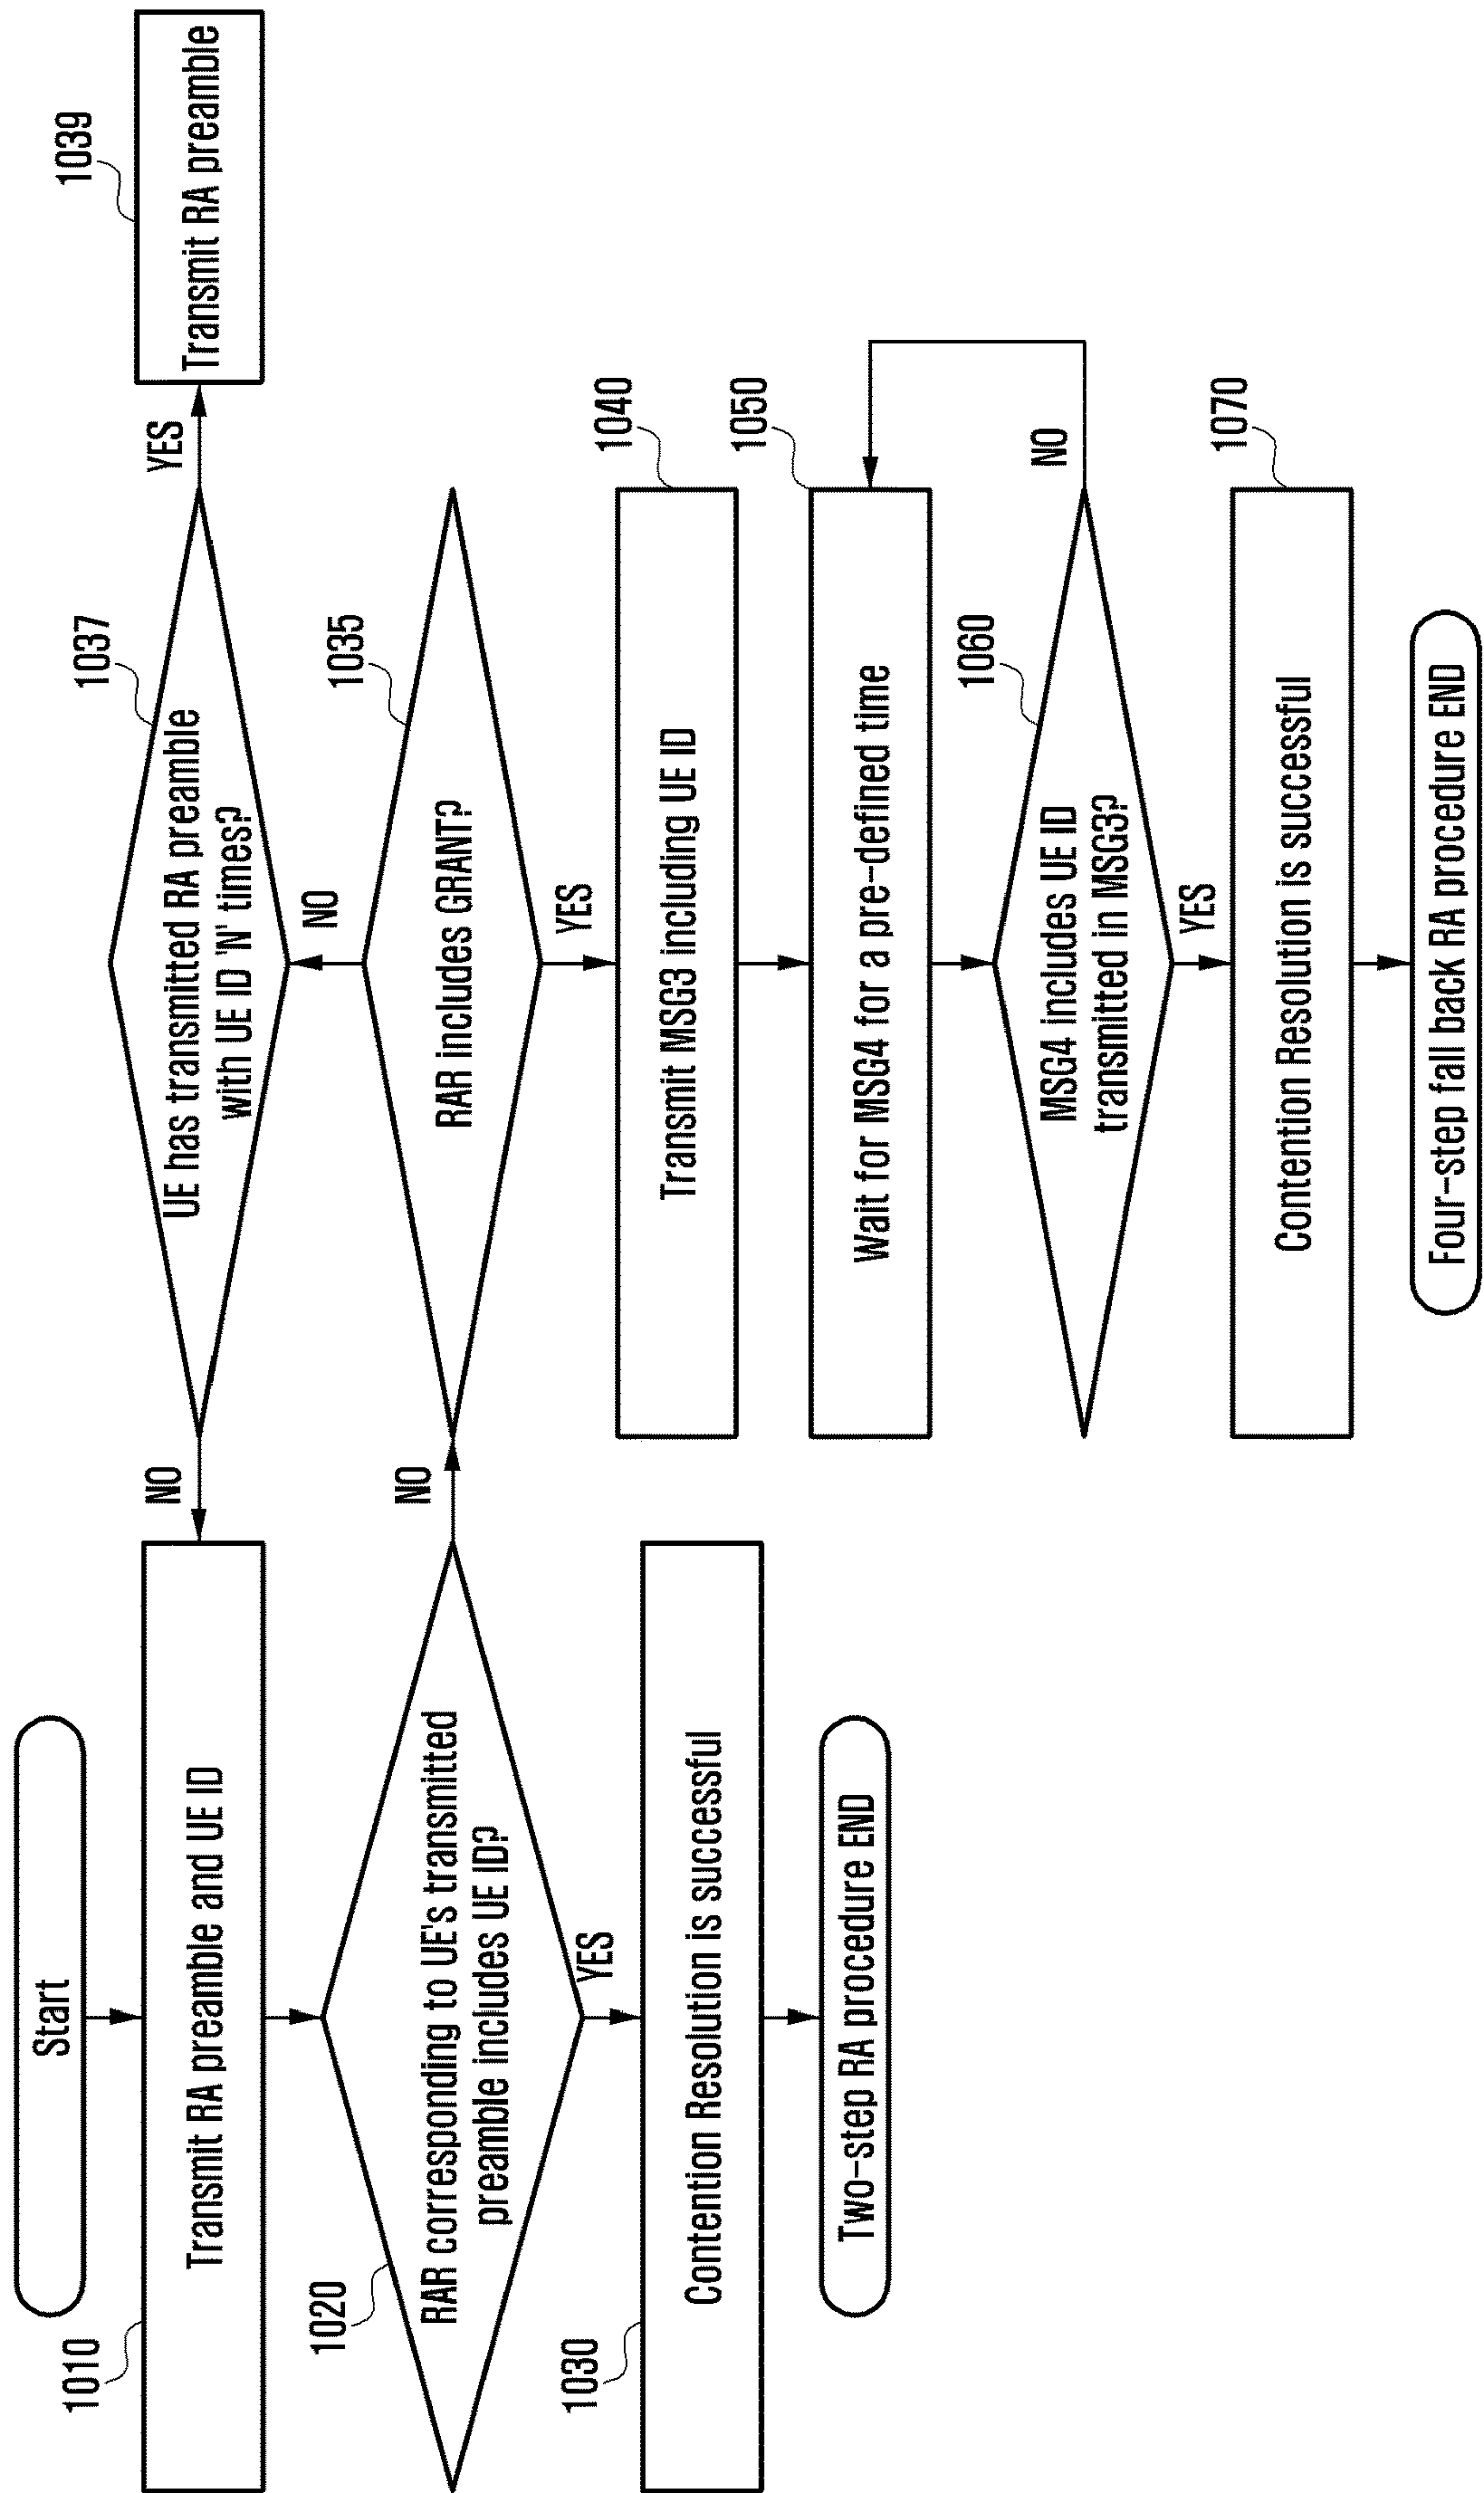 Start
1010
Transmit RA preamble and UE ID
1020
RAR corresponding to UE's transmitted
preamble includes UE ID?
NO
YES
1030
Contention Resolution is successful
Two-step RA procedure END
1037
UE has transmitted RA preamble
with UE ID 'N' times?
NO
YES
1039
Transmit RA preamble
NO
1035
RAR includes GRANT?
YES
1040
Transmit MSG3 including UE ID
1050
Wait for MSG4 for a pre-defined time
1060
MSG4 includes UE ID
transmitted in MSG3?
NO
YES
1070
Contention Resolution is successful
Four-step fall back RA procedure END